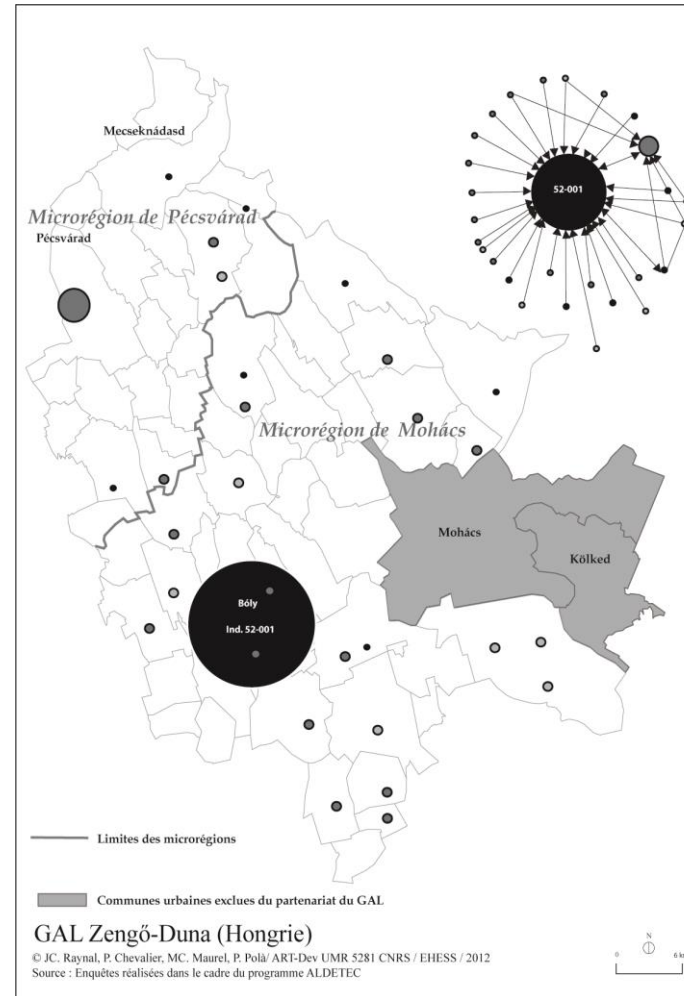 Mecseknádasd
52-001
Microrégion de Pécsvárad
Pécsvárad
Microrégion de Mohács
Mohács
Kölked
Bóly
Ind. 52-001
Limites des microrégions
Communes urbaines exclues du partenariat du GAL
GAL Zengő-Duna (Hongrie)
© JC. Raynal, P. Chevalier, MC. Maurel, P. Polà/ ART-Dev UMR 5281 CNRS / EHESS / 2012
Source : Enquêtes réalisées dans le cadre du programme ALDETEC
N
0 6